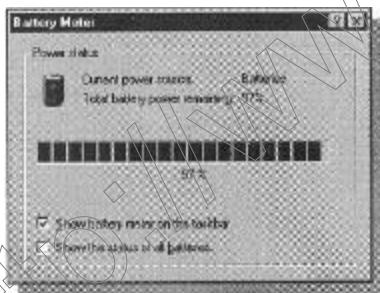 Battery Meter
Power status
Current power source: Batteries
Total battery power remaining: 97%
97 %
Show battery meter on the taskbar
Show the status of all batteries.